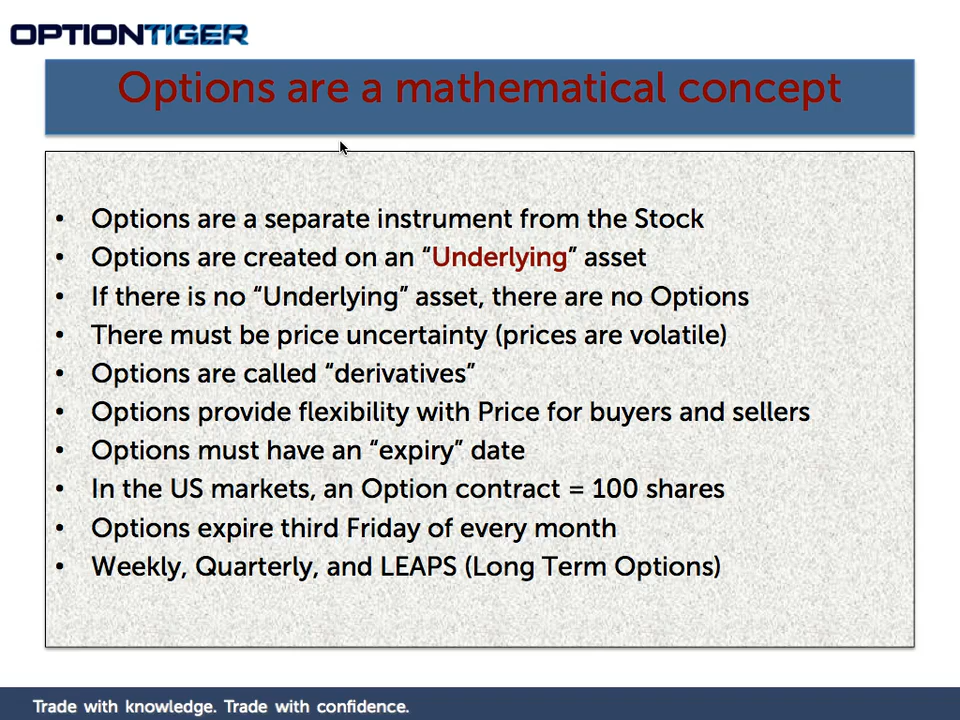 OPTIONTIGER
Options are a mathematical concept
• Options are a separate instrument from the Stock
• Options are created on an “Underlying” asset
• If there is no “Underlying” asset, there are no Options
• There must be price uncertainty (prices are volatile)
• Options are called “derivatives”
• Options provide flexibility with Price for buyers and sellers
• Options must have an “expiry” date
• In the US markets, an Option contract = 100 shares
• Options expire third Friday of every month
• Weekly, Quarterly, and LEAPS (Long Term Options)
Trade with knowledge. Trade with confidence.